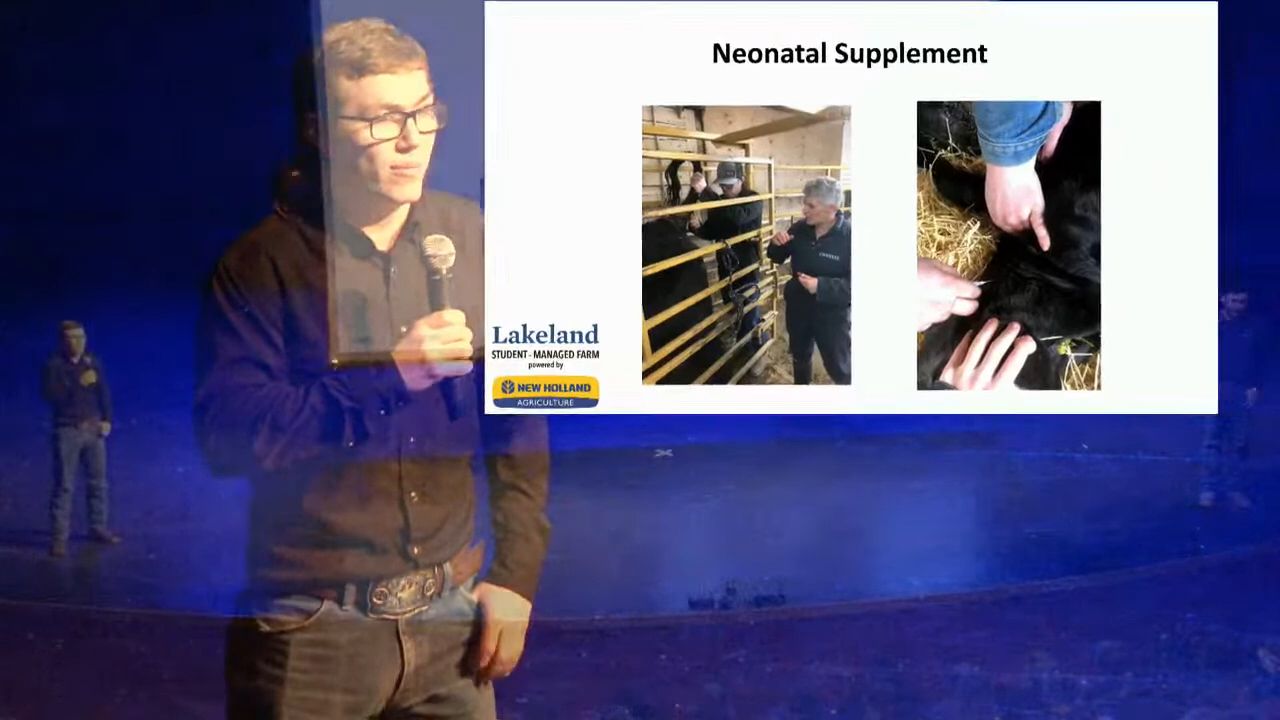 Neonatal Supplement
Lakeland
STUDENT - MANAGED FARM
powered by
NEW HOLLAND
AGRICULTURE